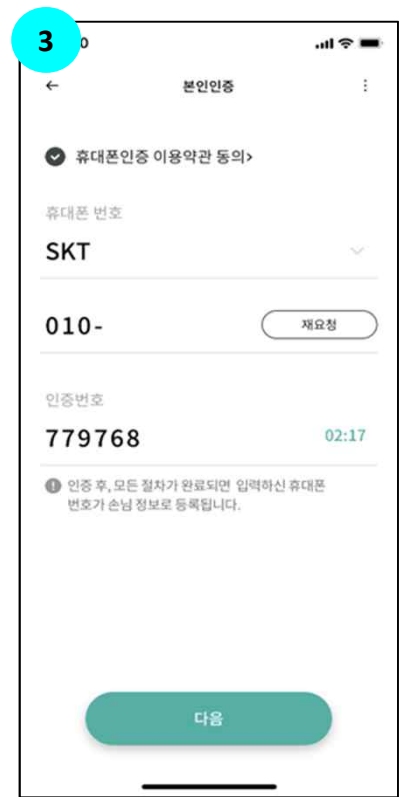 3
0
본인인증
휴대폰인증 이용약관 동의>
휴대폰 번호
SKT
010-
재요청
인증번호
779768
02:17
인증 후, 모든 절차가 완료되면 입력하신 휴대폰
번호가 손님 정보로 등록됩니다.
다음